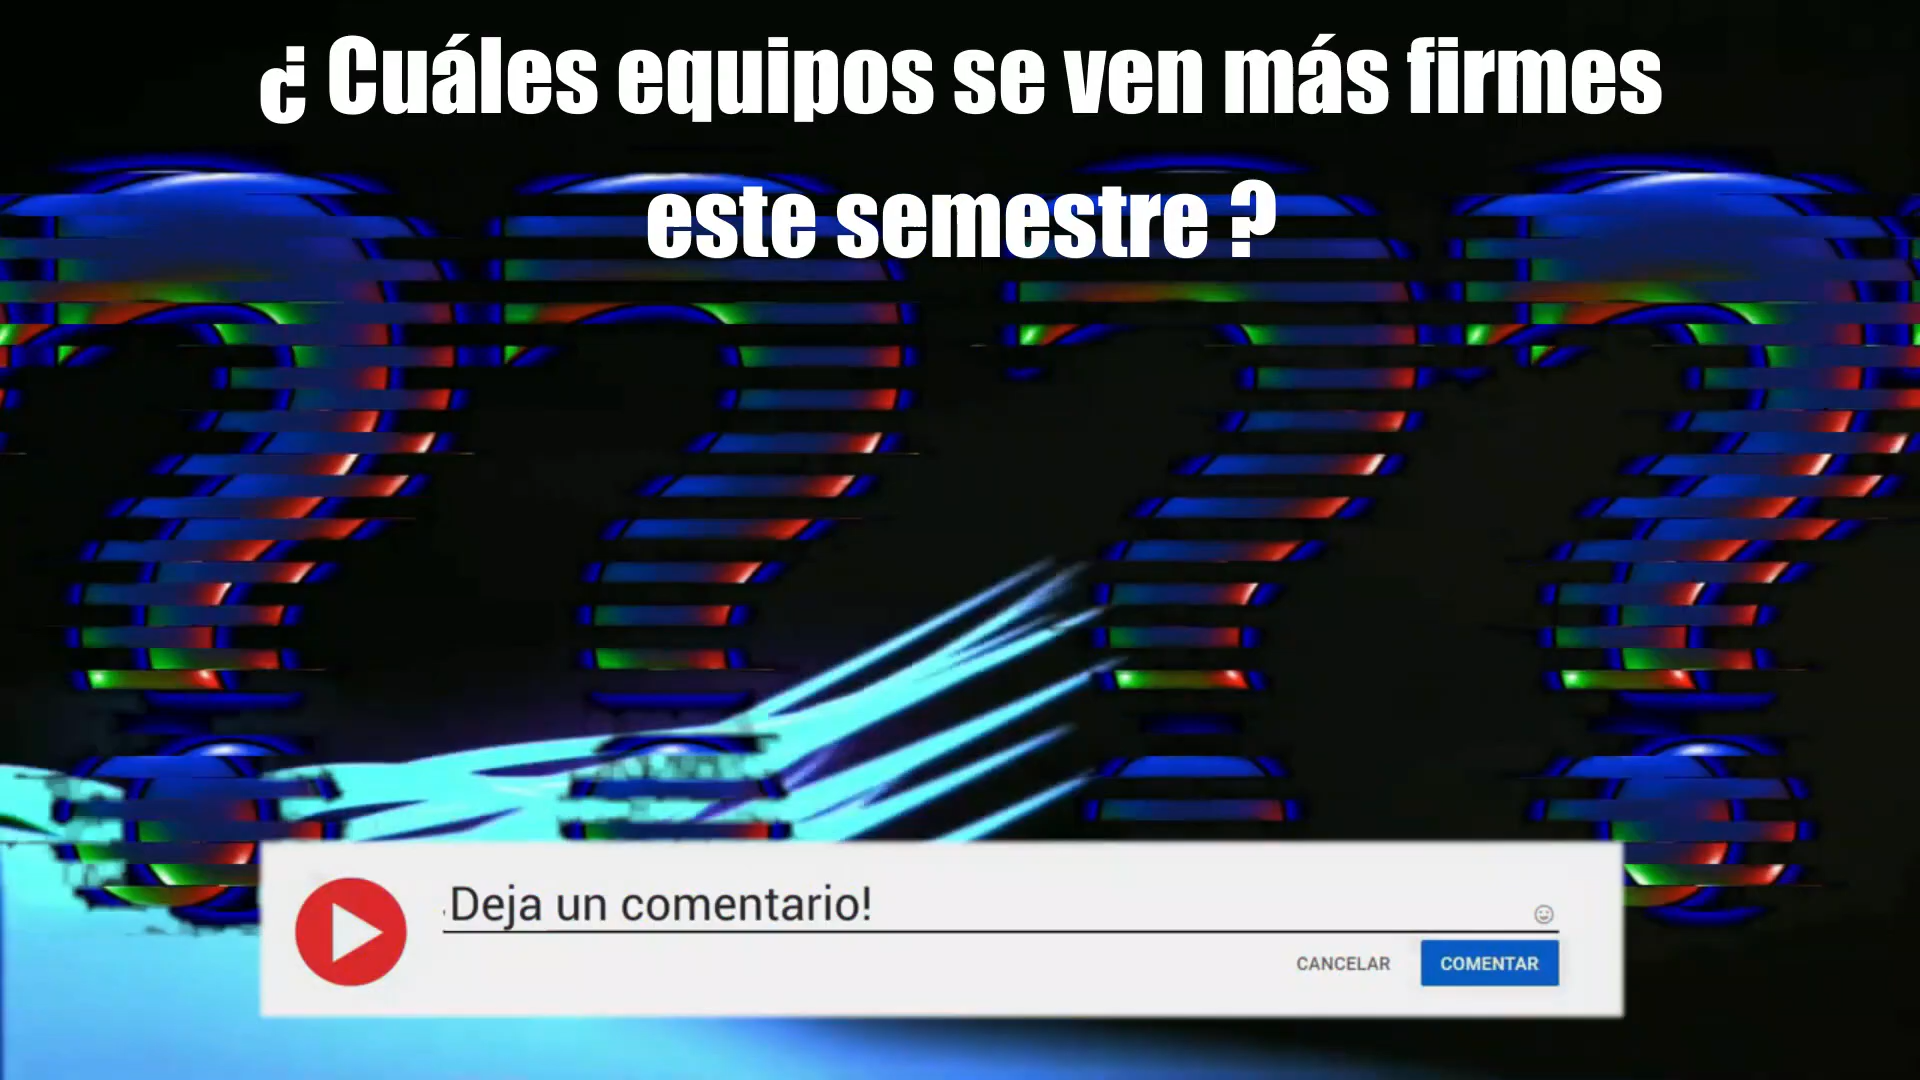 ¿ Cuáles equipos se ven más firmes
este semestre ?
Deja un comentario!
CANCELAR COMENTAR